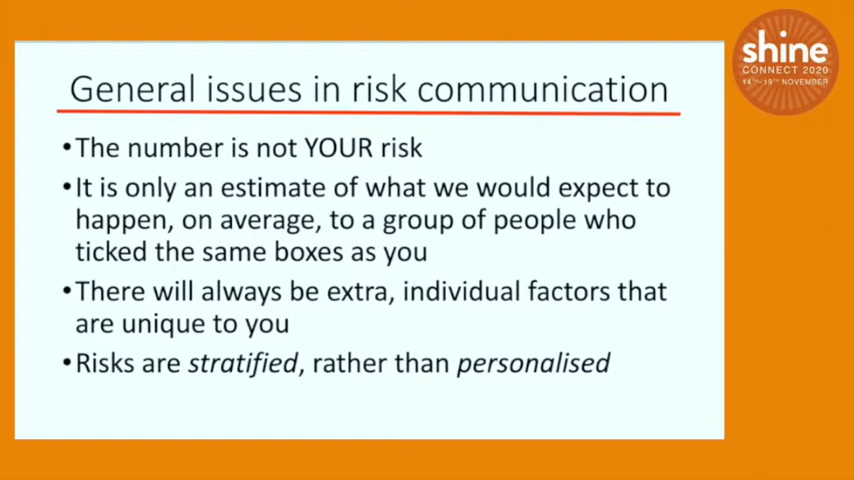 General issues in risk communication
•The number is not YOUR risk
•It is only an estimate of what we would expect to
happen, on average, to a group of people who
ticked the same boxes as you
•There will always be extra, individual factors that
are unique to you
•Risks are stratified, rather than personalised
shine
CONNECT 2020
14TH-19TH NOVEMBER